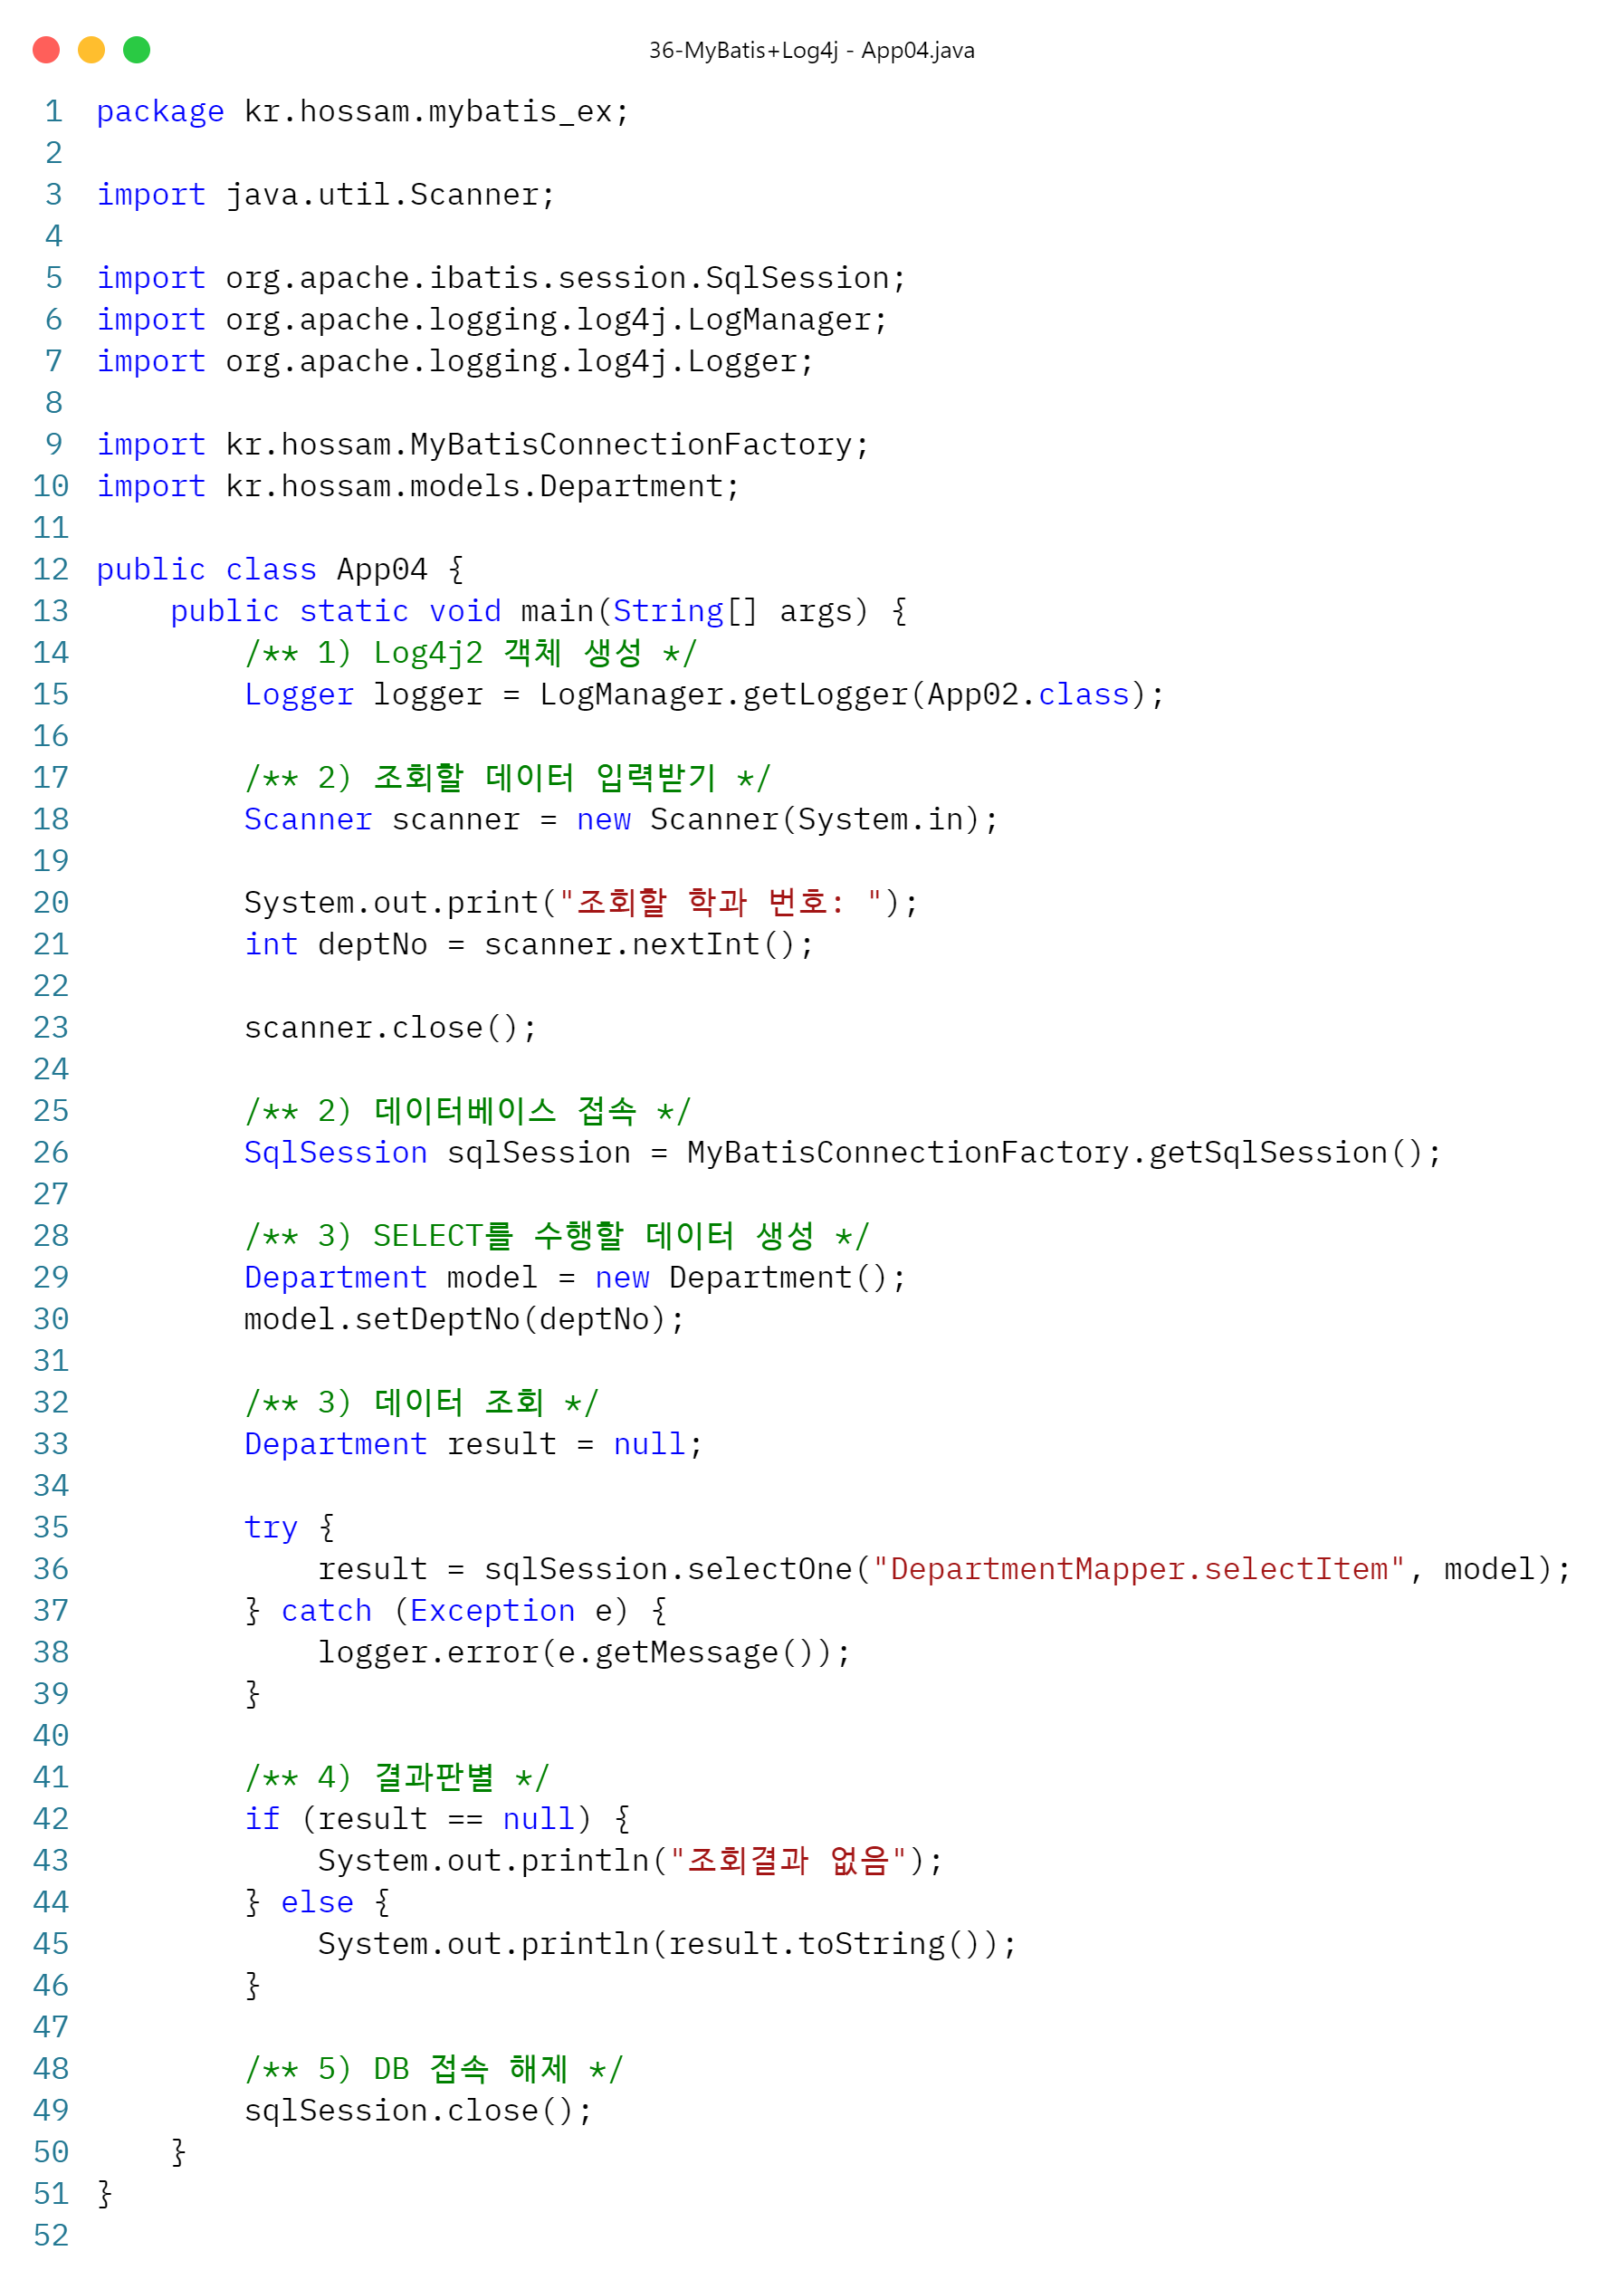 36-MyBatis+Log4j - App04.java
1 package kr.hossam.mybatis_ex;
2
3 import java.util.Scanner;
4
5 import org.apache.ibatis.session.SqlSession;
6 import org.apache.logging.log4j.LogManager;
7 import org.apache.logging.log4j.Logger;
8
9 import kr.hossam.MyBatisConnectionFactory;
10 import kr.hossam.models.Department;
11
12 public class App04 {
13     public static void main(String[] args) {
14         /** 1) Log4j2 객체 생성 */
15         Logger logger = LogManager.getLogger(App02.class);
16
17         /** 2) 조회할 데이터 입력받기 */
18         Scanner scanner = new Scanner(System.in);
19
20         System.out.print("조회할 학과 번호: ");
21         int deptNo = scanner.nextInt();
22
23         scanner.close();
24
25         /** 2) 데이터베이스 접속 */
26         SqlSession sqlSession = MyBatisConnectionFactory.getSqlSession();
27
28         /** 3) SELECT를 수행할 데이터 생성 */
29         Department model = new Department();
30         model.setDeptNo(deptNo);
31
32         /** 3) 데이터 조회 */
33         Department result = null;
34
35         try {
36             result = sqlSession.selectOne("DepartmentMapper.selectItem", model);
37         } catch (Exception e) {
38             logger.error(e.getMessage());
39         }
40
41         /** 4) 결과판별 */
42         if (result == null) {
43             System.out.println("조회결과 없음");
44         } else {
45             System.out.println(result.toString());
46         }
47
48         /** 5) DB 접속 해제 */
49         sqlSession.close();
50     }
51 }
52